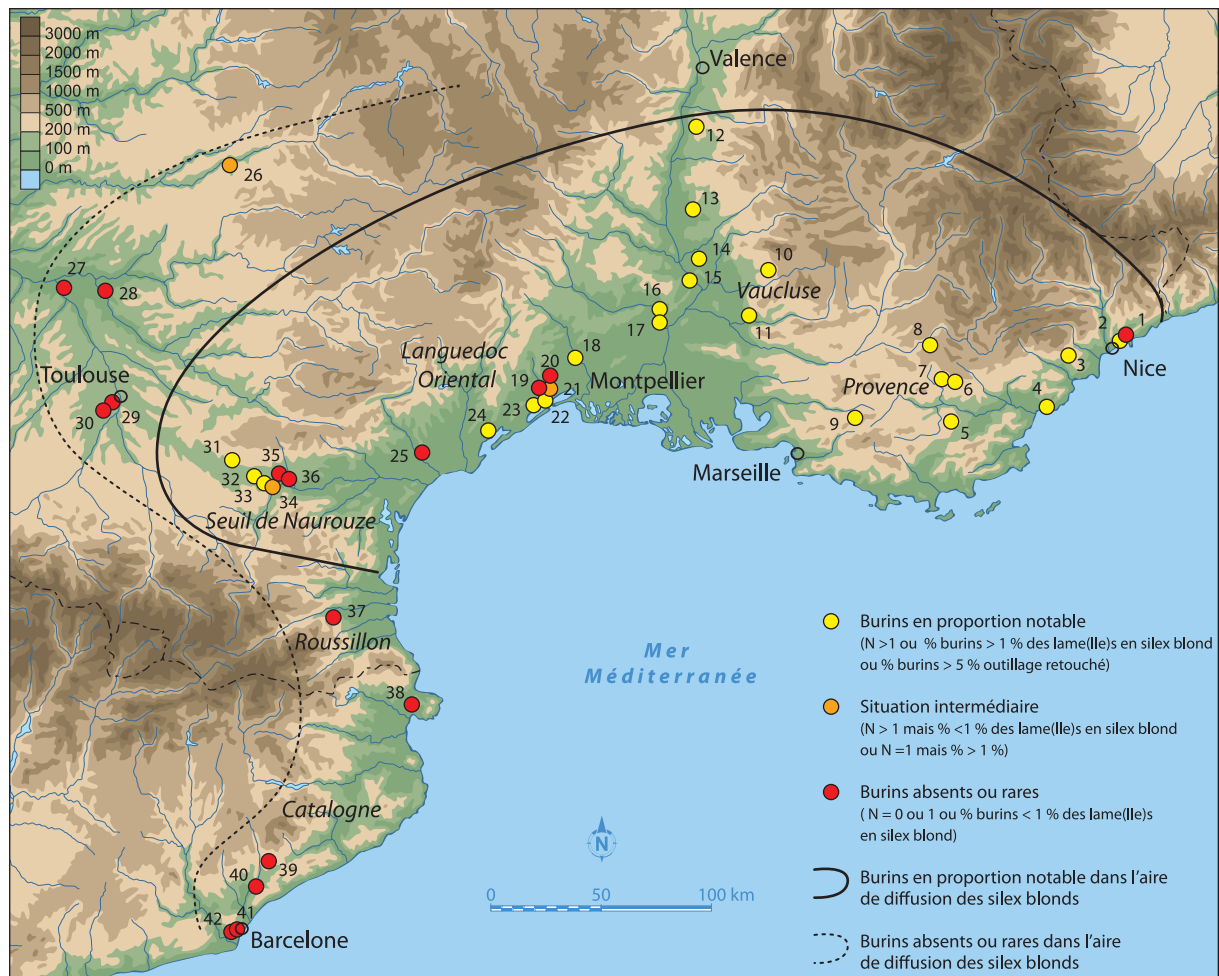 3000 m
2000 m
1500 m
1000 m
500 m
200 m
100 m
0 m
Valence
12
26
13
14
10
15
Vaucluse
27
28
16
17
11
8
2
1
Nice
3
Languedoc
Oriental
18
20
19
21
Montpellier
7
6
Provence
4
Toulouse
30
29
23
22
24
9
5
Marseille
31
35
25
32
36
33
34
Seuil de Naurouze
37
Roussillon
38
Mer
Méditerranée
Catalogne
39
40
42
41
Barcelone
N
0
50
100 km
Burins en proportion notable
(N >1 ou % burins > 1 % des lame(lle)s en silex blond
ou % burins > 5 % outillage retouché)
Situation intermédiaire
(N > 1 mais % <1 % des lame(lle)s en silex blond
ou N =1 mais % > 1 %)
Burins absents ou rares
( N = 0 ou 1 ou % burins < 1 % des lame(lle)s
en silex blond)
Burins en proportion notable dans l'aire
de diffusion des silex blonds
Burins absents ou rares dans l'aire
de diffusion des silex blonds